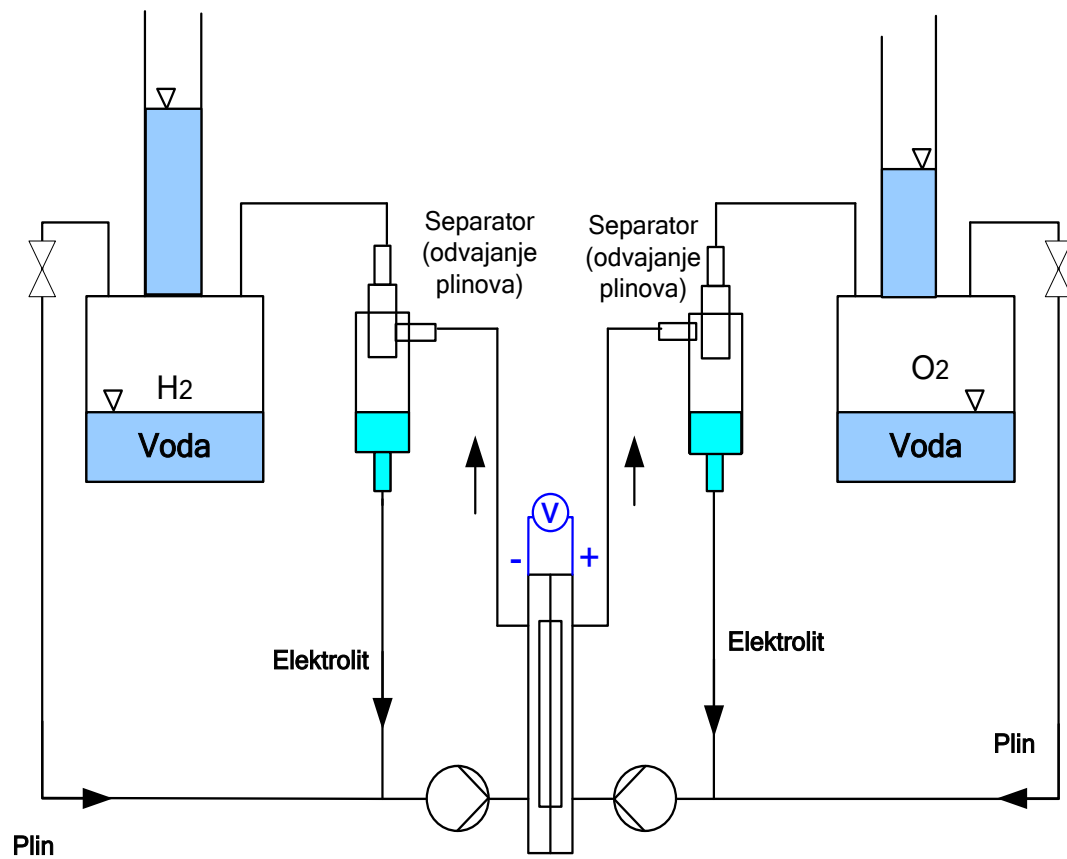 Separator
(odvajanje
plinova)
Separator
(odvajanje
plinova)
H2
O2
Voda
Voda
V
-
+
Elektrolit
Elektrolit
Plin
Plin